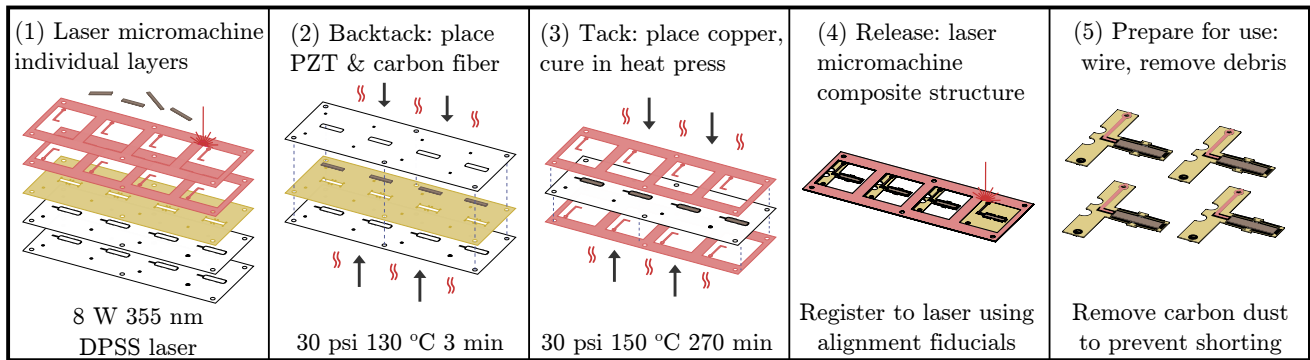 (1) Laser micromachine
individual layers
8 W 355 nm
DPSS laser
(2) Backtack: place
PZT & carbon fiber
30 psi 130 °C 3 min
(3) Tack: place copper,
cure in heat press
30 psi 150 °C 270 min
(4) Release: laser
micromachine
composite structure
Register to laser using
alignment fiducials
(5) Prepare for use:
wire, remove debris
Remove carbon dust
to prevent shorting